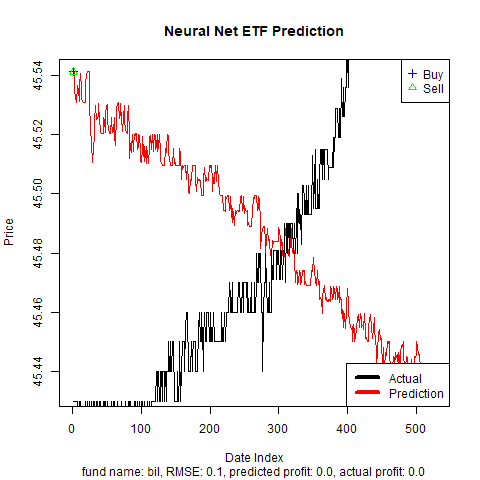 Neural Net ETF Prediction
Buy
Sell
45.54
45.52
45.50
45.48
45.46
45.44
Price
Actual
Prediction
0 100 200 300 400 500
Date Index
fund name: bil, RMSE: 0.1, predicted profit: 0.0, actual profit: 0.0